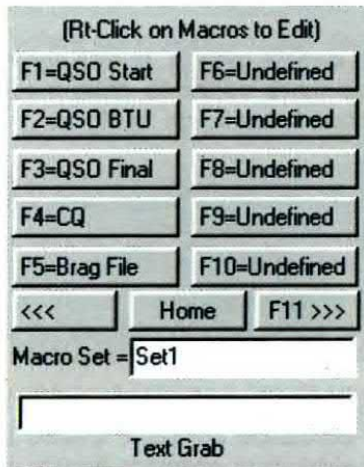 (Rt-Click on Macros to Edit)
F1=QSO Start F6=Undefined
F2=QSO BTU F7=Undefined
F3=QSO Final F8=Undefined
F4=CQ F9=Undefined
F5=Brag File F10=Undefined
<<< Home F11 >>>
Macro Set = Set1
Text Grab